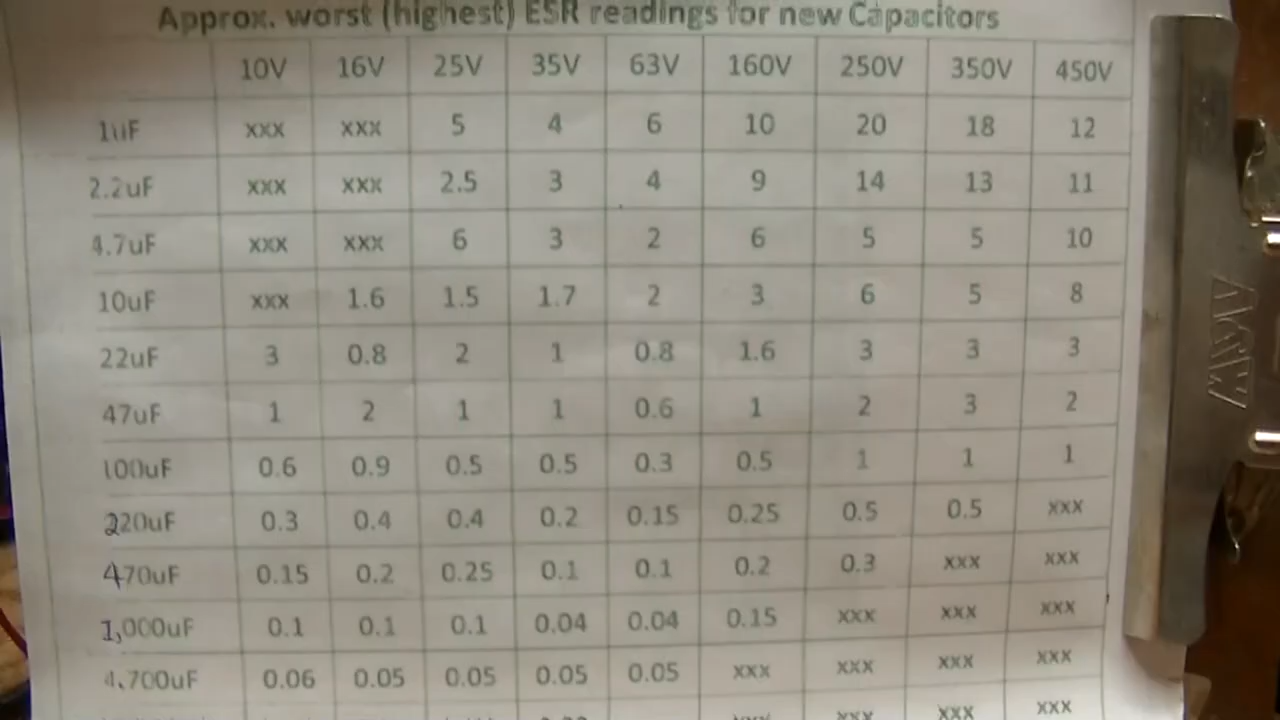 Approx. worst (highest) ESR readings for new Capacitors
10V 16V 25V 35V 63V 160V 250V 350V 450V
1uF xxx xxx 5 4 6 10 20 18 12
2.2uF xxx xxx 2.5 3 4 9 14 13 11
4.7uF xxx xxx 6 3 2 6 5 5 10
10uF xxx 1.6 1.5 1.7 2 3 6 5 8
22uF 3 0.8 2 1 0.8 1.6 3 3 3
47uF 1 2 1 1 0.6 1 2 3 2
100uF 0.6 0.9 0.5 0.5 0.3 0.5 1 1 1
220uF 0.3 0.4 0.4 0.2 0.15 0.25 0.5 0.5 xxx
470uF 0.15 0.2 0.25 0.1 0.1 0.2 0.3 xxx xxx
1,000uF 0.1 0.1 0.1 0.04 0.04 0.15 xxx xxx xxx
4.700uF 0.06 0.05 0.05 0.05 0.05 xxx xxx xxx xxx
xxx xxx xxx